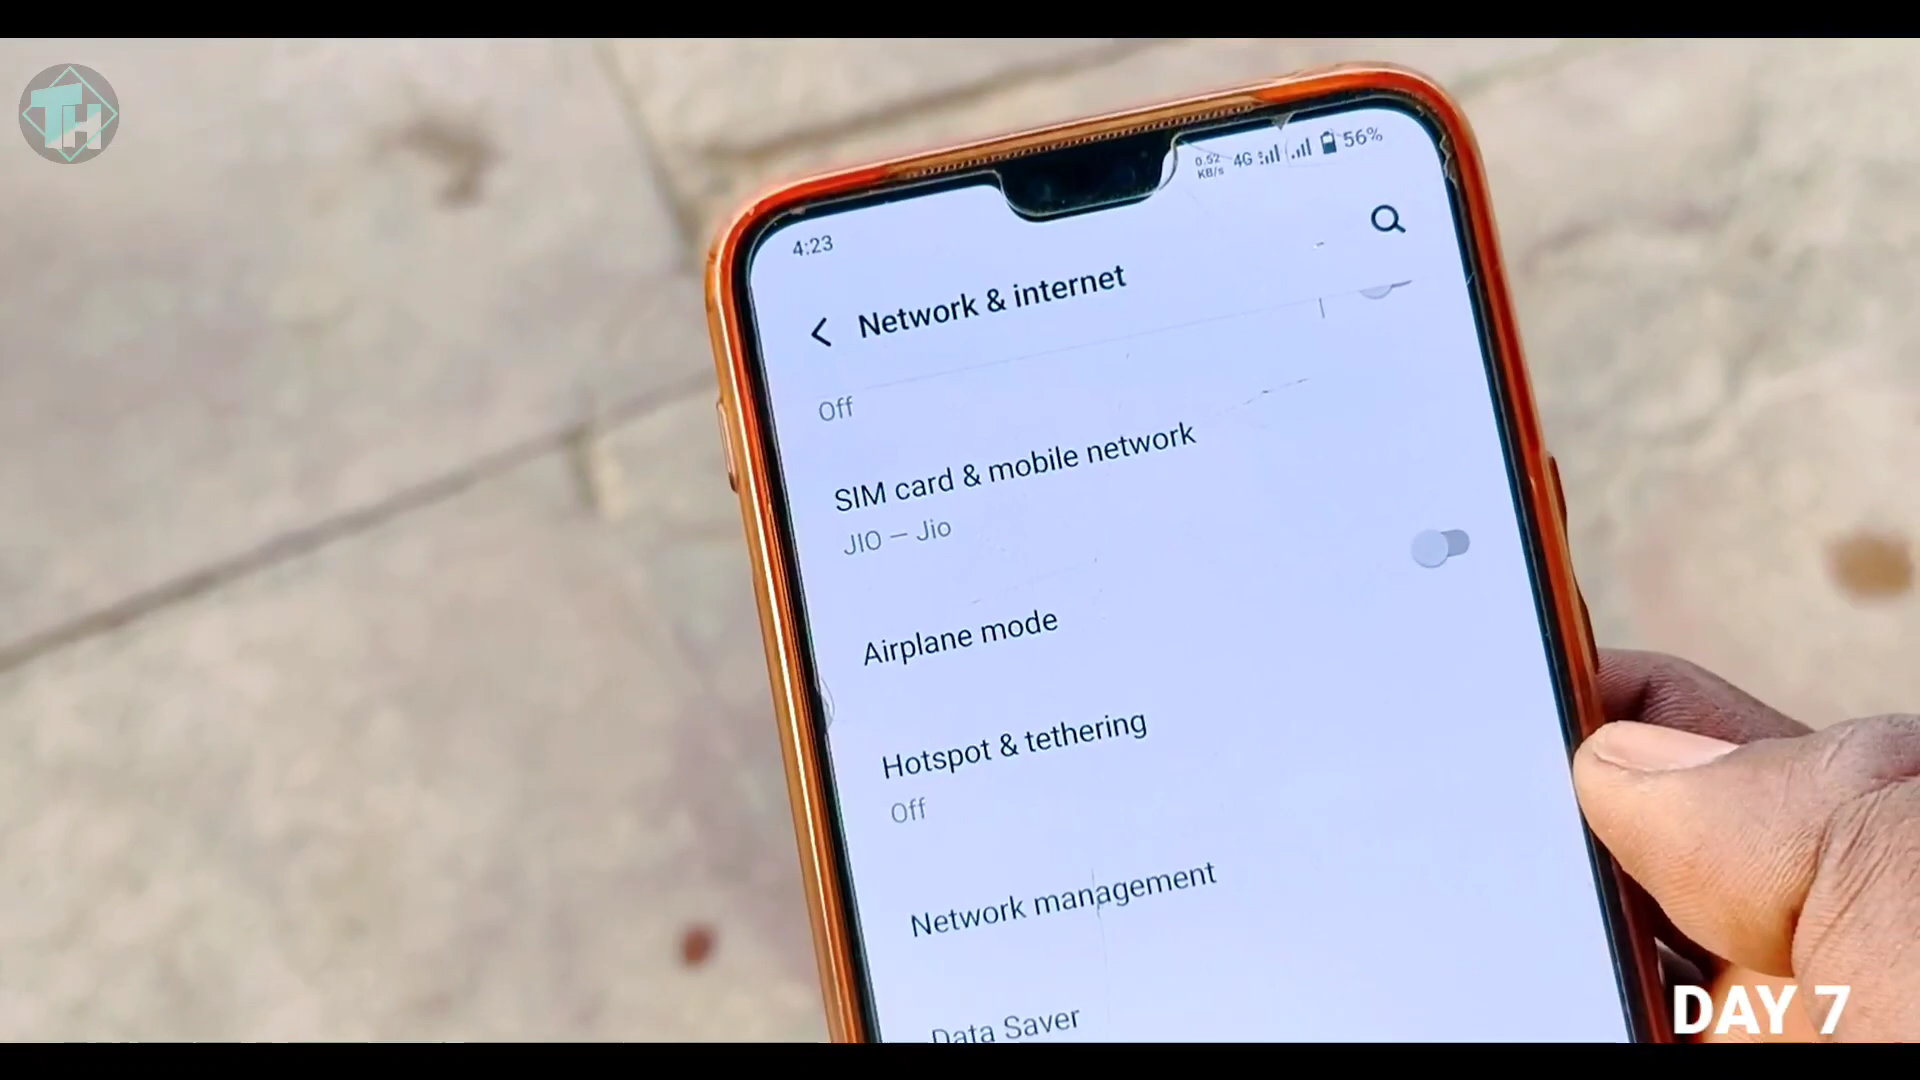 TH
0.52
KB/s
4G
56%
4:23
Network & internet
Off
SIM card & mobile network
JIO – Jio
Airplane mode
Hotspot & tethering
Off
Network management
Data Saver
DAY 7